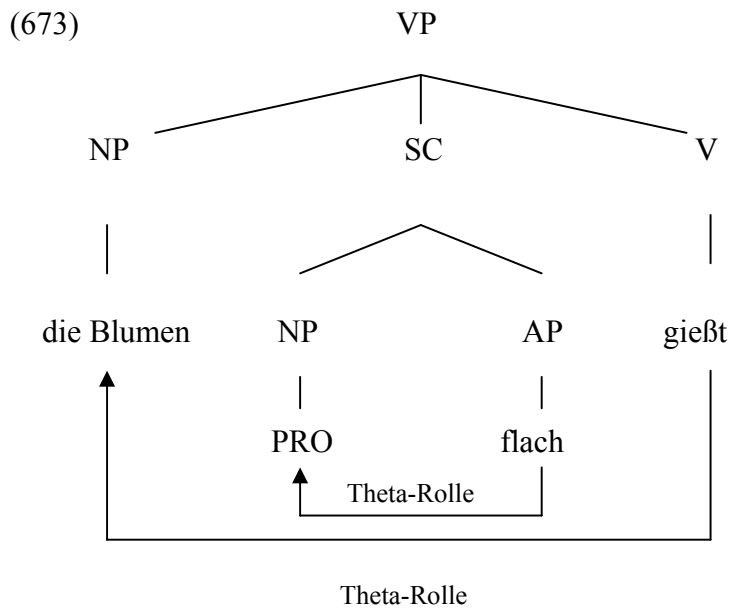 (673) VP
NP SC V
die Blumen NP AP gießt
PRO flach
Theta-Rolle
Theta-Rolle